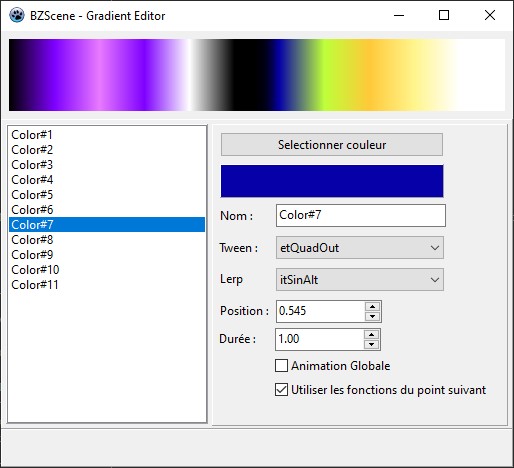 BZScene - Gradient Editor
Color#1
Color#2
Color#3
Color#4
Color#5
Color#6
Color#7
Color#8
Color#9
Color#10
Color#11
Selectionner couleur
Nom : Color#7
Tween : etQuadOut
Lerp itSinAlt
Position : 0.545
Durée : 1.00
Animation Globale
Utiliser les fonctions du point suivant